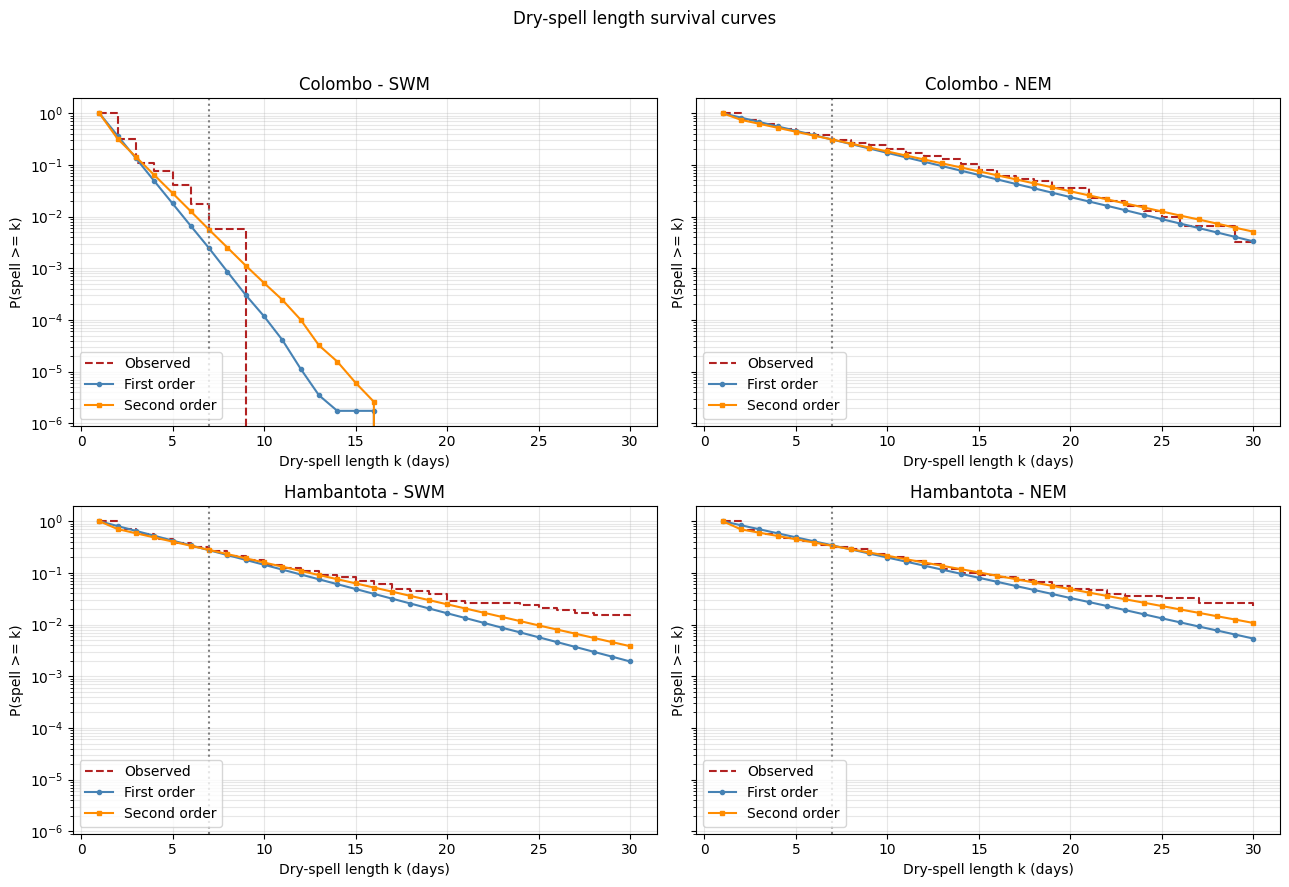 Dry-spell length survival curves
Colombo - SWM
P(spell >= k)
10⁰
10⁻¹
10⁻²
10⁻³
10⁻⁴
10⁻⁵
10⁻⁶
Observed
First order
Second order
0 5 10 15 20 25 30
Dry-spell length k (days)
Colombo - NEM
P(spell >= k)
Observed
First order
Second order
0 5 10 15 20 25 30
Dry-spell length k (days)
Hambantota - SWM
P(spell >= k)
10⁰
10⁻¹
10⁻²
10⁻³
10⁻⁴
10⁻⁵
10⁻⁶
Observed
First order
Second order
0 5 10 15 20 25 30
Dry-spell length k (days)
Hambantota - NEM
P(spell >= k)
Observed
First order
Second order
0 5 10 15 20 25 30
Dry-spell length k (days)